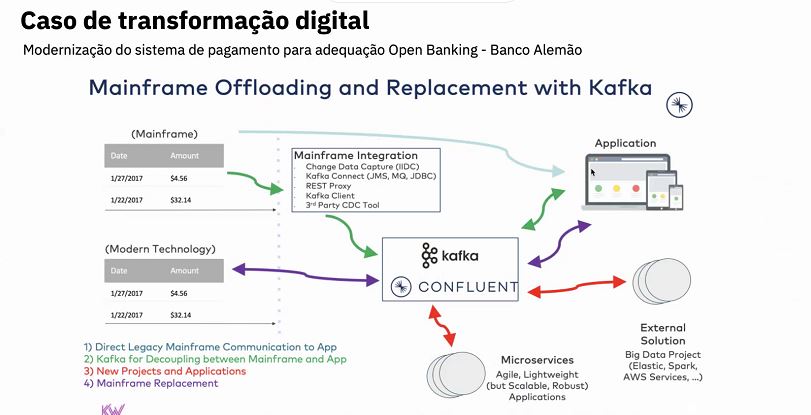 Caso de transformação digital
Modernização do sistema de pagamento para adequação Open Banking - Banco Alemão
Mainframe Offloading and Replacement with Kafka
(Mainframe)
Date Amount
1/27/2017 $4.56
1/22/2017 $32.14
Mainframe Integration
Change Data Capture (IIDC)
Kafka Connect (JMS, MQ, JDBC)
REST Proxy
Kafka Client
3rd Party CDC Tool
Application
(Modern Technology)
Date Amount
1/27/2017 $4.56
1/22/2017 $32.14
kafka
CONFLUENT
1) Direct Legacy Mainframe Communication to App
2) Kafka for Decoupling between Mainframe and App
3) New Projects and Applications
4) Mainframe Replacement
Microservices
Agile, Lightweight
(but Scalable, Robust)
Applications
External
Solution
Big Data Project
(Elastic, Spark,
AWS Services, ...)
KW